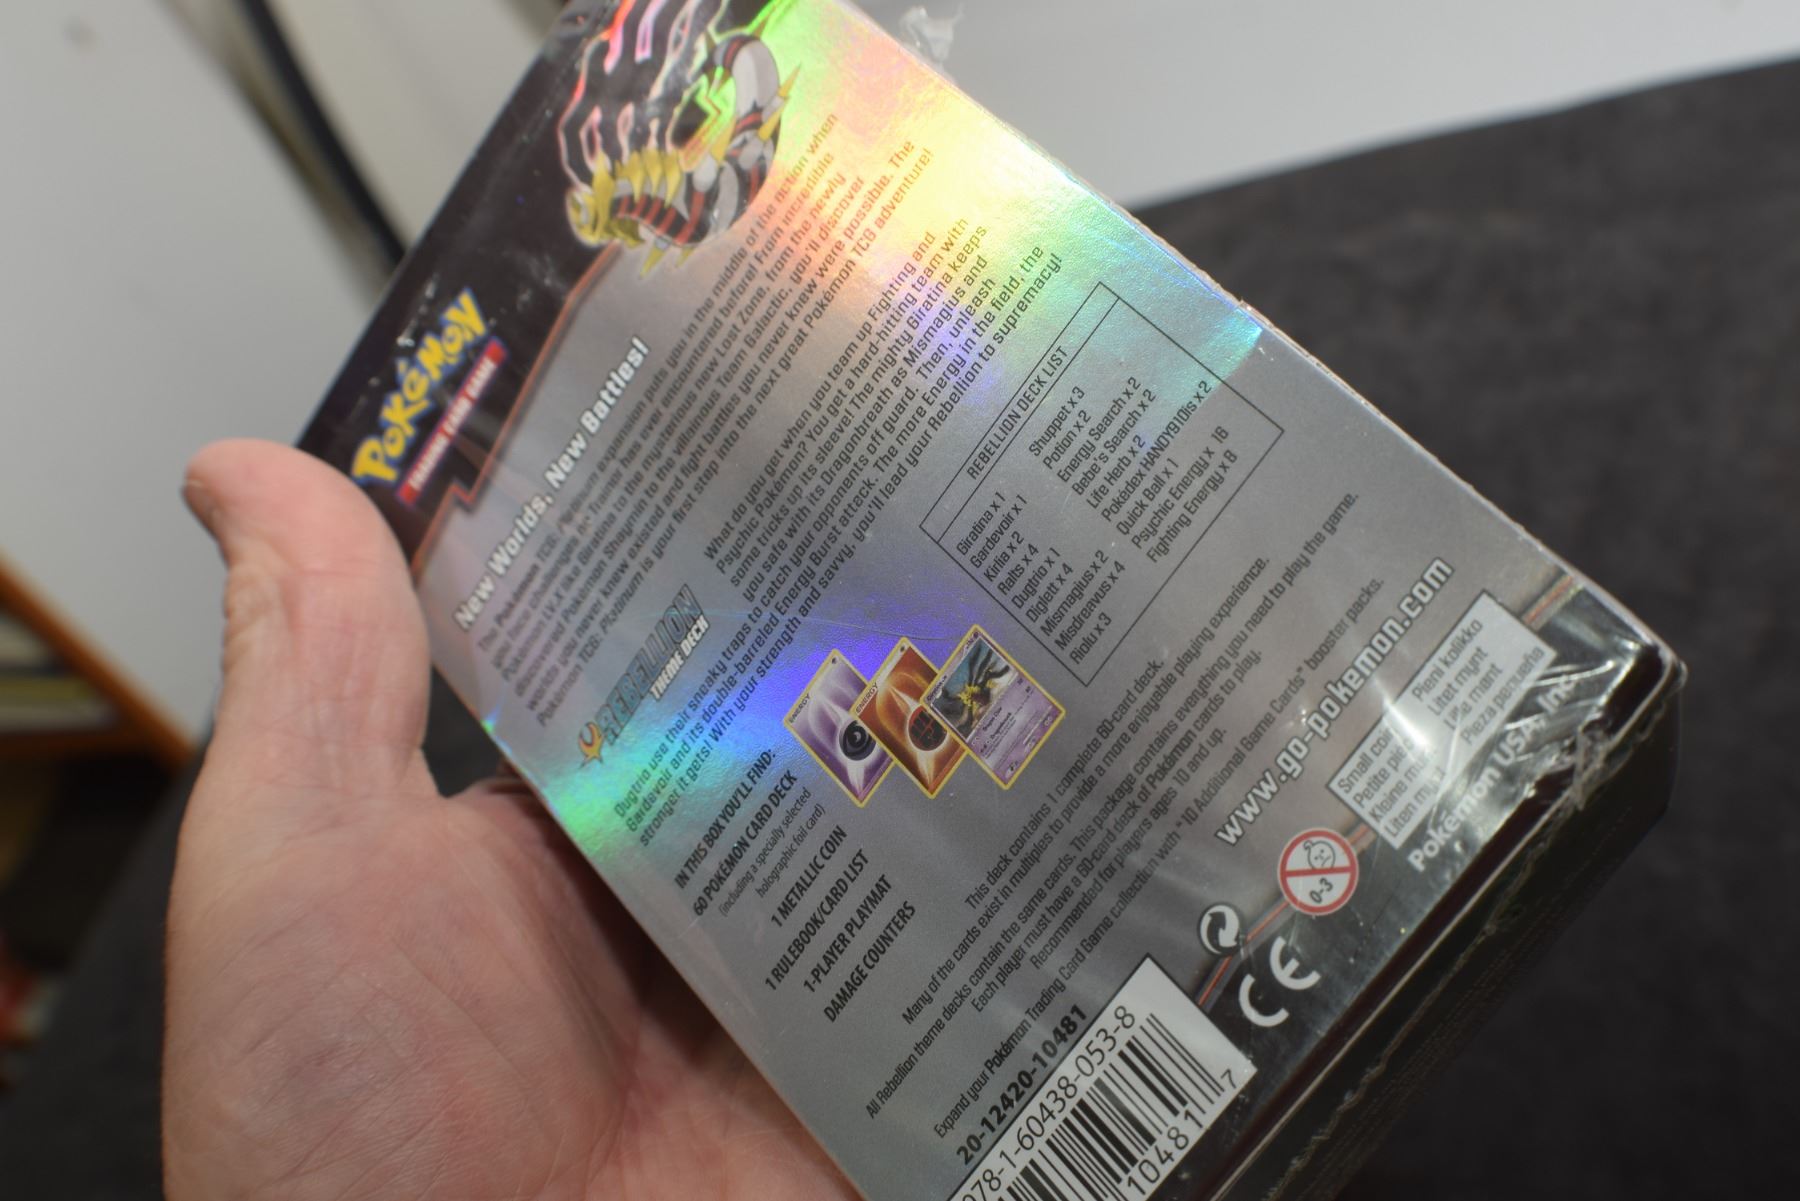 Pokémon
TRADING CARD GAME
New Worlds, New Battles!
The Pokémon TCG: Platinum expansion puts you in the middle of the action when
you face challenges no Trainer has ever encountered before! From incredible
Pokémon LV.X like Giratina to the mysterious new Lost Zone, from the newly
discovered Pokémon Shaymin to the villainous Team Galactic, you'll discover
worlds you never knew existed and fight battles you never knew were possible. The
Pokémon TCG: Platinum is your first step into the next great Pokémon TCG adventure!
REBELLION
THEME DECK
What do you get when you team up Fighting and
Psychic Pokémon? You get a hard-hitting team with
some tricks up its sleeve! The mighty Giratina keeps
you safe with its Dragonbreath as Mismagius and
Dugtrio use their sneaky traps to catch your opponents off guard. Then, unleash
Gardevoir and its double-barreled Energy Burst attack. The more Energy in the field, the
stronger it gets! With your strength and savvy, you'll lead your Rebellion to supremacy!
IN THIS BOX YOU'LL FIND:
60 POKÉMON CARD DECK
(including a specially selected
holographic foil card)
1 METALLIC COIN
1 RULEBOOK/CARD LIST
1-PLAYER PLAYMAT
DAMAGE COUNTERS
ENERGY
ENERGY
REBELLION DECK LIST
Giratina x 1
Gardevoir x 1
Kirlia x 2
Ralts x 4
Dugtrio x 1
Diglett x 4
Mismagius x 2
Misdreavus x 4
Riolu x 3
Shuppet x 3
Potion x 2
Energy Search x 2
Bebe's Search x 2
Life Herb x 2
Pokédex HANDY910is x 2
Quick Ball x 1
Psychic Energy x 16
Fighting Energy x 8
This deck contains 1 complete 60-card deck.
Many of the cards exist in multiples to provide a more enjoyable playing experience.
All Rebellion theme decks contain the same cards. This package contains everything you need to play the game.
Each player must have a 60-card deck of Pokémon cards to play.
Recommended for players ages 10 and up.
Expand your Pokémon Trading Card Game collection with *10 Additional Game Cards™ booster packs.
20-12420-10481
978-1-60438-053-8
10481 7
www.go-pokemon.com
0-3
CE
Small
Petite
Kleine
Liten
Pieni kolikko
Litet mynt
Lille mønt
Pieza pequeña
Pokémon USA, Inc.